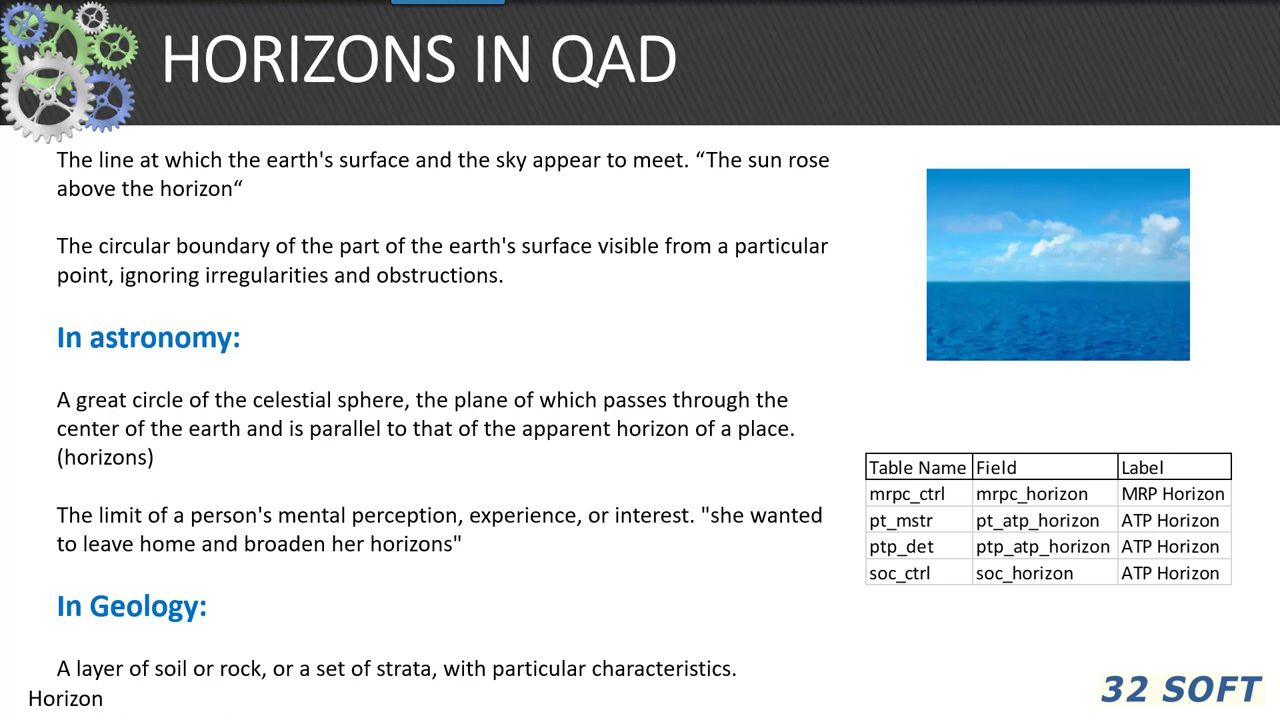 HORIZONS IN QAD
The line at which the earth's surface and the sky appear to meet. “The sun rose
above the horizon“
The circular boundary of the part of the earth's surface visible from a particular
point, ignoring irregularities and obstructions.
In astronomy:
A great circle of the celestial sphere, the plane of which passes through the
center of the earth and is parallel to that of the apparent horizon of a place.
(horizons)
The limit of a person's mental perception, experience, or interest. "she wanted
to leave home and broaden her horizons"
In Geology:
A layer of soil or rock, or a set of strata, with particular characteristics.
Horizon
Table Name Field Label
mrpc_ctrl mrpc_horizon MRP Horizon
pt_mstr pt_atp_horizon ATP Horizon
ptp_det ptp_atp_horizon ATP Horizon
soc_ctrl soc_horizon ATP Horizon
32 SOFT